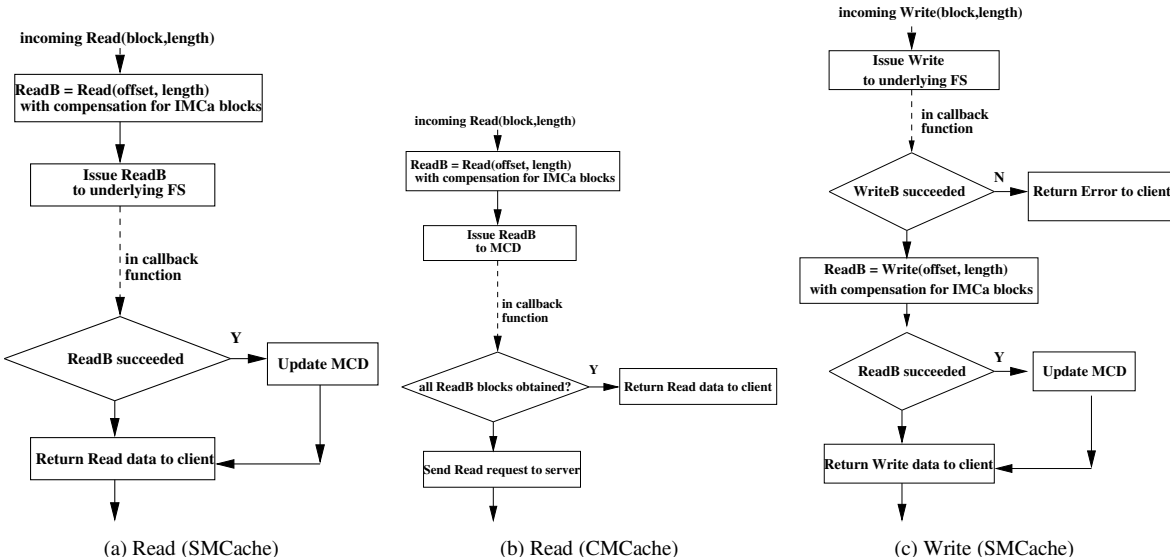 incoming Read(block,length)
ReadB = Read(offset, length)
with compensation for IMCa blocks
Issue ReadB
to underlying FS
in callback
function
ReadB succeeded
Y
Update MCD
Return Read data to client
(a) Read (SMCache)
incoming Read(block,length)
ReadB = Read(offset, length)
with compensation for IMCa blocks
Issue ReadB
to MCD
in callback
function
all ReadB blocks obtained?
Y
Return Read data to client
Send Read request to server
(b) Read (CMCache)
incoming Write(block,length)
Issue Write
to underlying FS
in callback
function
WriteB succeeded
N
Return Error to client
ReadB = Write(offset, length)
with compensation for IMCa blocks
ReadB succeeded
Y
Update MCD
Return Write data to client
(c) Write (SMCache)